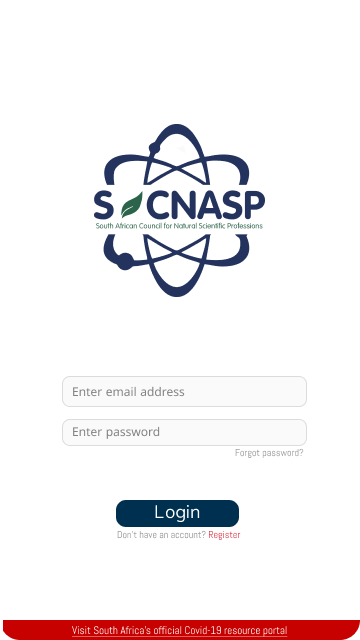 S CNASP
South African Council for Natural Scientific Professions
Enter email address
Enter password
Forgot password?
Login
Don't have an account? Register
Visit South Africa's official Covid-19 resource portal